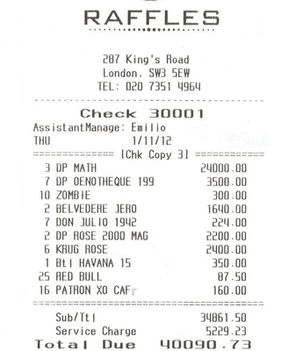 RAFFLES
287 King's Road
London. SW3 5EW
TEL: 020 7351 4964
Check 30001
AssistantManage: Emilio
THU 1/11/12
[Chk Copy 3]
3 DP MATH 24000.00
7 DP OENOTHEQUE 199 3500.00
10 ZOMBIE 300.00
2 BELVEDERE JERO 1640.00
7 DON JULIO 1942 224.00
2 DP ROSE 2000 MAG 2200.00
6 KRUG ROSE 2400.00
1 Btl HAVANA 15 350.00
25 RED BULL 87.50
16 PATRON XO CAFr 160.00
Sub/Ttl 34861.50
Service Charge 5229.23
Total Due 40090.73